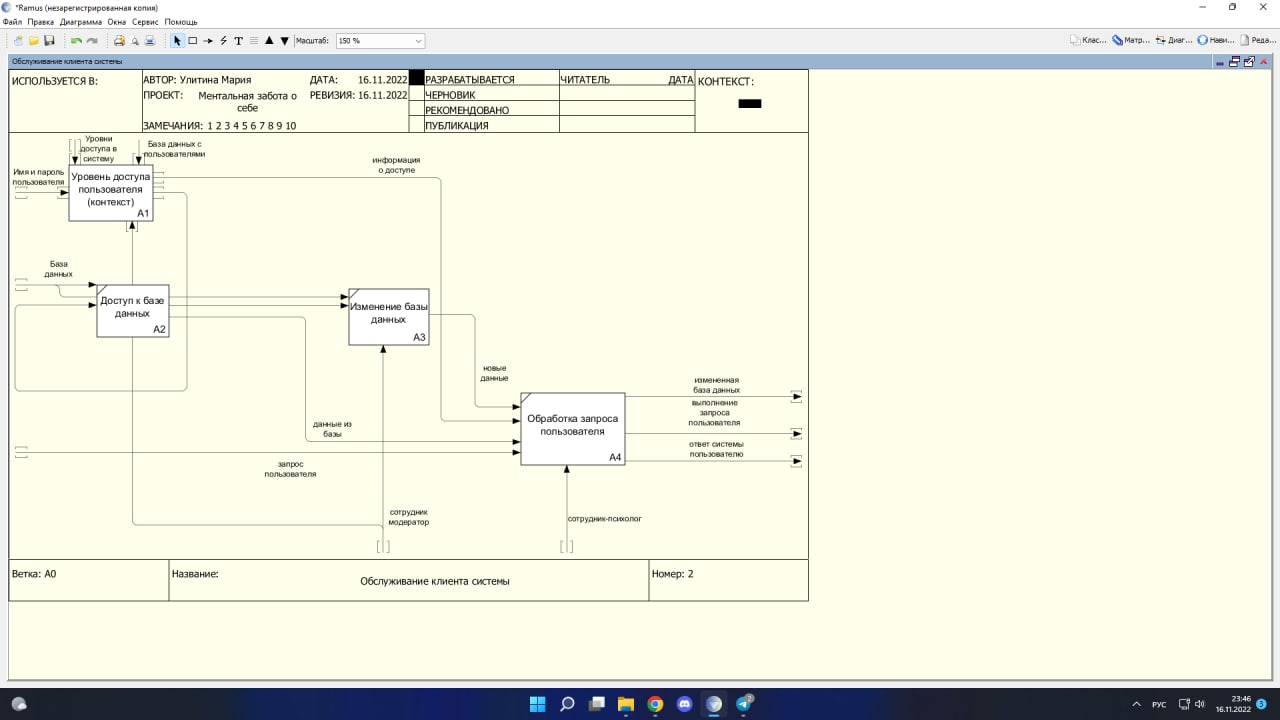 *Ramus (незарегистрированная копия)
Файл Правка Диаграмма Окна Сервис Помощь
Масштаб: 150 %
Клас... Матр... Диаг... Нави... Реда...
Обслуживание клиента системы
ИСПОЛЬЗУЕТСЯ В:
АВТОР: Улитина Мария
ДАТА: 16.11.2022
ПРОЕКТ: Ментальная забота о
себе
РЕВИЗИЯ: 16.11.2022
ЗАМЕЧАНИЯ: 1 2 3 4 5 6 7 8 9 10
РАЗРАБАТЫВАЕТСЯ
ЧЕРНОВИК
РЕКОМЕНДОВАНО
ПУБЛИКАЦИЯ
ЧИТАТЕЛЬ
ДАТА
КОНТЕКСТ:
Уровни
доступа в
систему
База данных с
пользователями
Имя и пароль
пользователя
Уровень доступа
пользователя
(контекст)
A1
информация
о доступе
База
данных
Доступ к базе
данных
A2
Изменение базы
данных
A3
новые
данные
данные из
базы
запрос
пользователя
Обработка запроса
пользователя
A4
измененная
база данных
выполнение
запроса
пользователя
ответ системы
пользователю
сотрудник
модератор
сотрудник-психолог
Ветка: A0
Название:
Обслуживание клиента системы
Номер: 2
РУС
23:46
16.11.2022
3
2